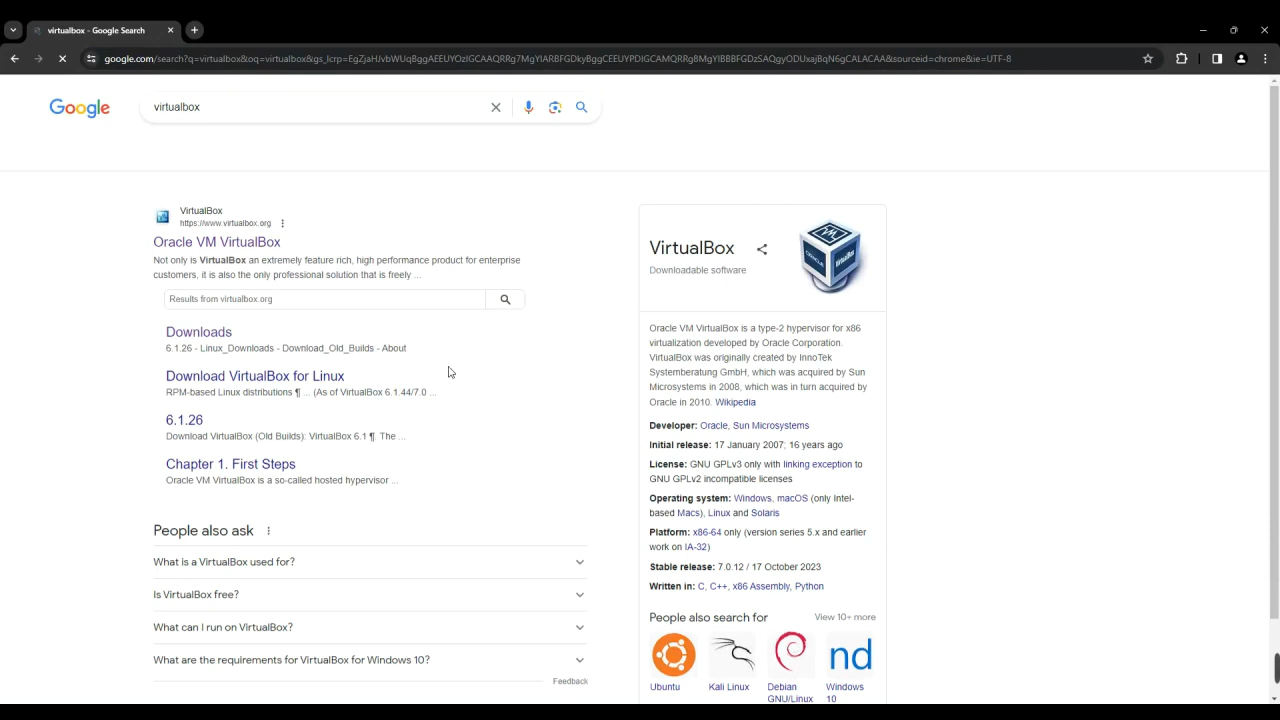 virtualbox - Google Search
google.com/search?q=virtualbox&oq=virtualbox&gs_lcrp=EgZjaHJvbWUqBggAEEUYOzIGCAAQRRg7MgYIARBFGDkyBggCEEUYPDIGCAMQRRg8MgYIBBBFGDzSAQgyODUxajBqN6gCALACAA&sourceid=chrome&ie=UTF-8
Google
virtualbox
VirtualBox
https://www.virtualbox.org
Oracle VM VirtualBox
Not only is VirtualBox an extremely feature rich, high performance product for enterprise
customers, it is also the only professional solution that is freely ...
Results from virtualbox.org
Downloads
6.1.26 - Linux_Downloads - Download_Old_Builds - About
Download VirtualBox for Linux
RPM-based Linux distributions ¶ ... (As of VirtualBox 6.1.44/7.0 ...
6.1.26
Download VirtualBox (Old Builds): VirtualBox 6.1 ¶. The ...
Chapter 1. First Steps
Oracle VM VirtualBox is a so-called hosted hypervisor ...
People also ask
What is a VirtualBox used for?
Is VirtualBox free?
What can I run on VirtualBox?
What are the requirements for VirtualBox for Windows 10?
Feedback
VirtualBox
Downloadable software
Oracle VM VirtualBox is a type-2 hypervisor for x86
virtualization developed by Oracle Corporation.
VirtualBox was originally created by InnoTek
Systemberatung GmbH, which was acquired by Sun
Microsystems in 2008, which was in turn acquired by
Oracle in 2010. Wikipedia
Developer: Oracle, Sun Microsystems
Initial release: 17 January 2007; 16 years ago
License: GNU GPLv3 only with linking exception to
GNU GPLv2 incompatible licenses
Operating system: Windows, macOS (only Intel-
based Macs), Linux and Solaris
Platform: x86-64 only (version series 5.x and earlier
work on IA-32)
Stable release: 7.0.12 / 17 October 2023
Written in: C, C++, x86 Assembly, Python
People also search for
View 10+ more
nd
Ubuntu
Kali Linux
Debian
GNU/Linux
Windows
10